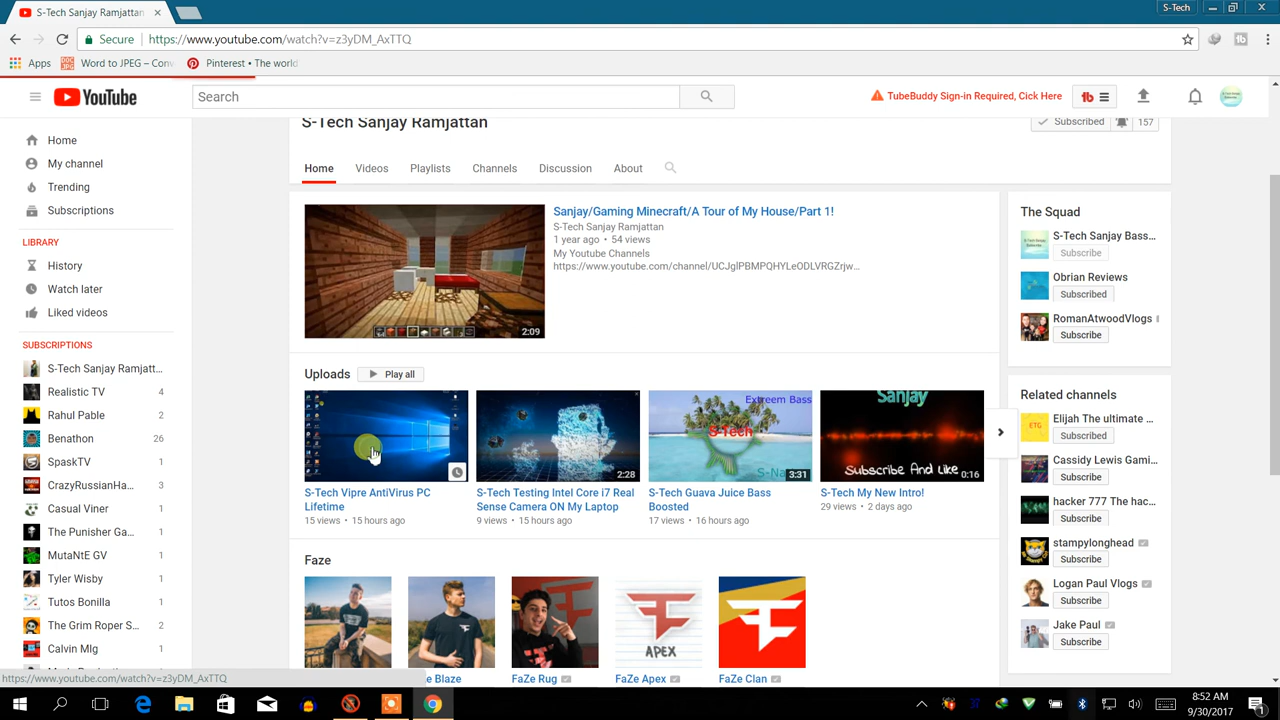 S-Tech Sanjay Ramjattan
S-Tech
Secure
https://www.youtube.com/watch?v=z3yDM_AxTTQ
Apps
Word to JPEG – Conv
Pinterest • The world
YouTube
Search
TubeBuddy Sign-in Required, Cick Here
tb
S-Tech Sanjay Ramjattan
Subscribed
157
Home
My channel
Trending
Subscriptions
LIBRARY
History
Watch later
Liked videos
SUBSCRIPTIONS
S-Tech Sanjay Ramjatt...
Realistic TV 4
Rahul Pable 2
Benathon 26
SpaskTV 1
CrazyRussianHa... 3
Casual Viner 1
The Punisher Ga... 1
MutaNtE GV 1
Tyler Wisby 1
Tutos Bonilla 1
The Grim Roper S... 2
Calvin Mlg 1
Home Videos Playlists Channels Discussion About
Sanjay/Gaming Minecraft/A Tour of My House/Part 1!
S-Tech Sanjay Ramjattan
1 year ago • 54 views
My Youtube Channels
https://www.youtube.com/channel/UCJglPBMPQHYLeODLVRGZrjw...
2:09
Uploads
Play all
S-Tech Vipre AntiVirus PC
Lifetime
15 views • 15 hours ago
2:28
S-Tech Testing Intel Core i7 Real
Sense Camera ON My Laptop
9 views • 15 hours ago
Extreem Bass
S-Tech
3:31
S-Tech Guava Juice Bass
Boosted
17 views • 16 hours ago
Sanjay
Subscribe And Like
0:16
S-Tech My New Intro!
29 views • 2 days ago
Faze
APEX
e Blaze
FaZe Rug
FaZe Apex
FaZe Clan
The Squad
S-Tech Sanjay Bass...
Subscribe
Obrian Reviews
Subscribed
RomanAtwoodVlogs
Subscribe
Related channels
ETG
Elijah The ultimate ...
Subscribed
Cassidy Lewis Gami...
Subscribe
hacker 777 The hac...
Subscribe
stampylonghead
Subscribe
Logan Paul Vlogs
Subscribe
Jake Paul
Subscribe
https://www.youtube.com/watch?v=z3yDM_AxTTQ
8:52 AM
9/30/2017
1